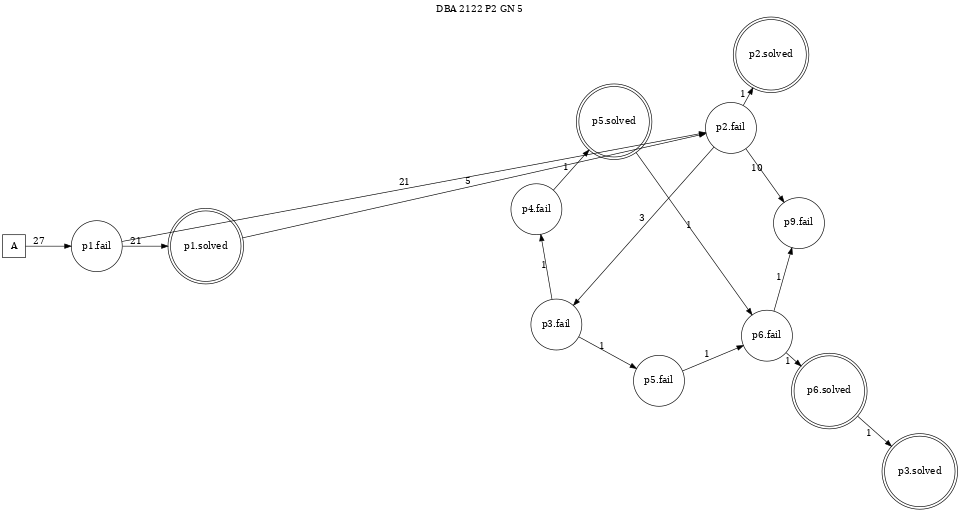 DBA 2122 P2 GN 5
p2.solved
1
p5.solved
p2.fail
1
10
21
5
p4.fail
3
1
p9.fail
A
27
p1.fail
21
p1.solved
1
1
p3.fail
p6.fail
1
1
1
p5.fail
p6.solved
1
p3.solved